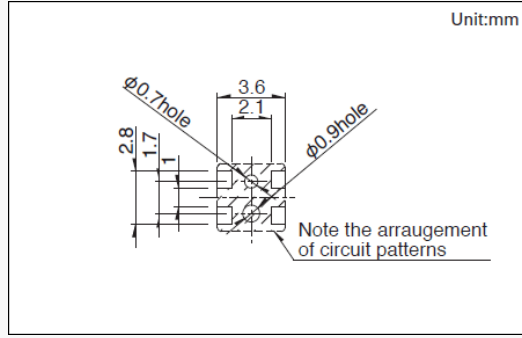 Unit:mm
3.6
2.1
φ0.7hole
φ0.9hole
2.8
1.7
1
Note the arraugement
of circuit patterns